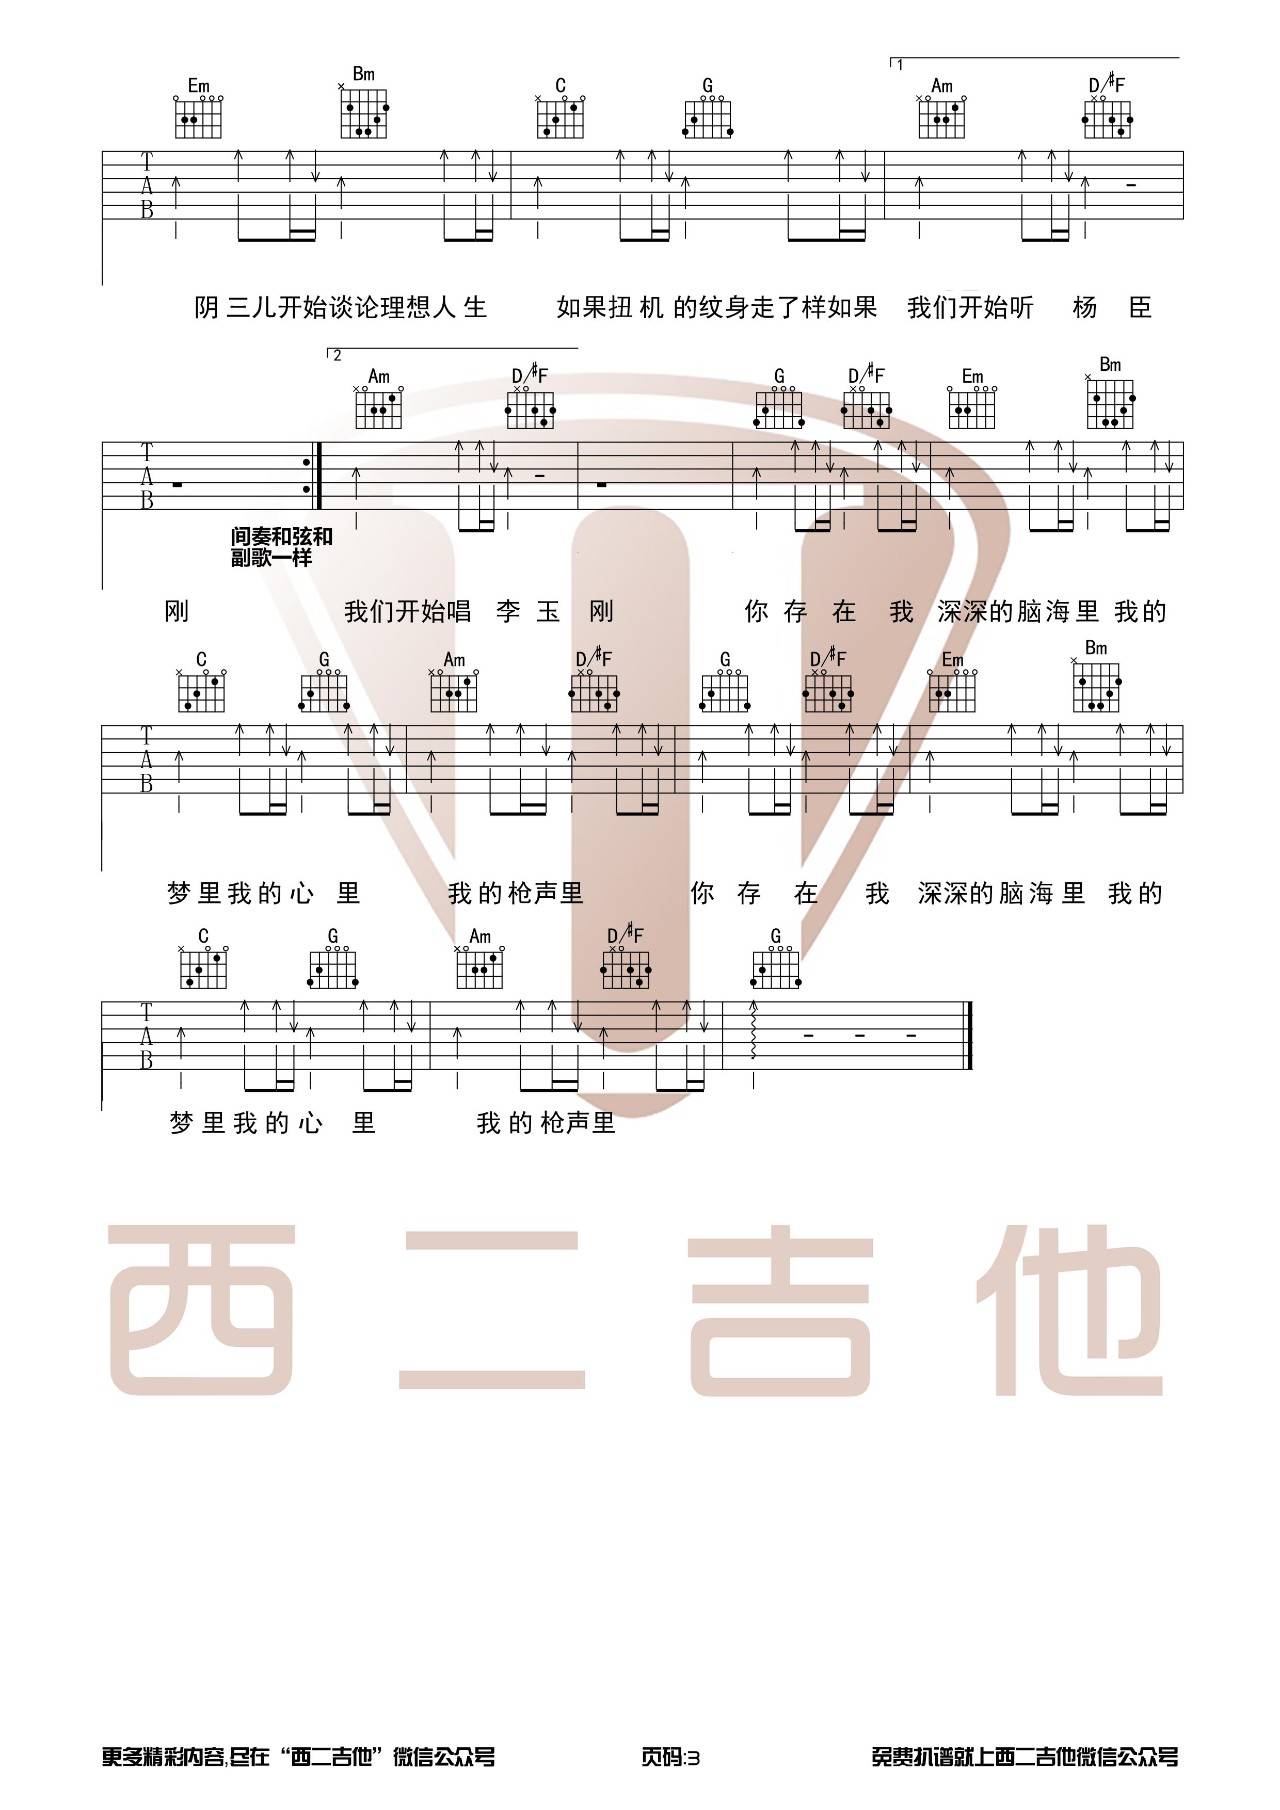 1
Em Bm C G Am D/#F
T
A
B
阴三儿开始谈论理想人生 如果扭机的纹身走了样如果 我们开始听 杨 臣
2
Am D/#F G D/#F Em Bm
T
A
B
间奏和弦和
副歌一样
刚 我们开始唱 李 玉 刚 你 存 在 我 深深的脑海里 我的
C G Am D/#F G D/#F Em Bm
T
A
B
梦里我的心里 我的枪声里 你 存 在 我 深深的脑海里 我的
C G Am D/#F G
T
A
B
梦里我的心里 我的枪声里
西二吉他
更多精彩内容,尽在“西二吉他”微信公众号 页码:3 免费扒谱就上西二吉他微信公众号